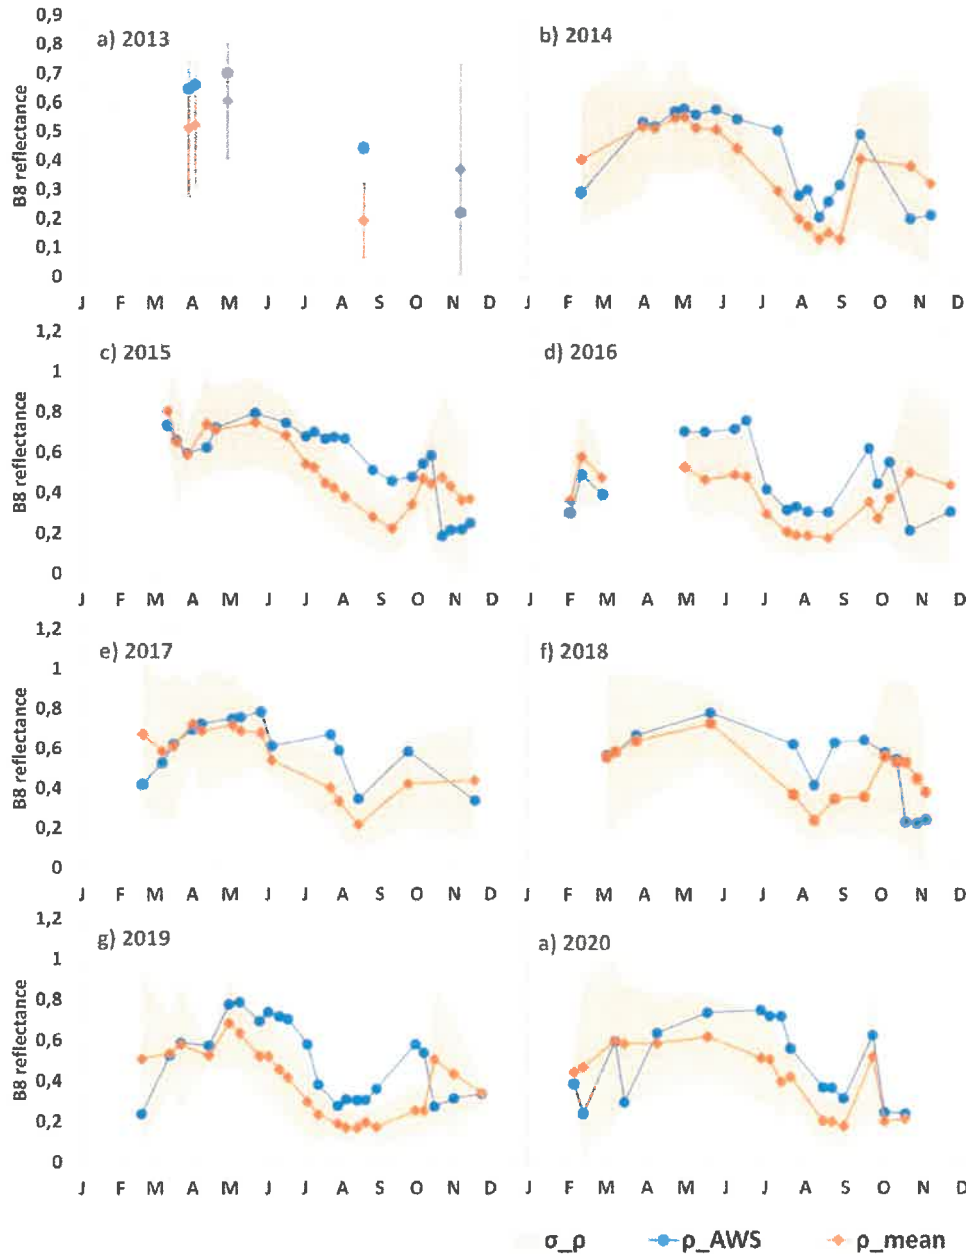 a) 2013
b) 2014
B8 reflectance
0,9
0,8
0,7
0,6
0,5
0,4
0,3
0,2
0,1
0
J F M A M J J A S O N D
J F M A M J J A S O N D
c) 2015
d) 2016
B8 reflectance
1,2
1
0,8
0,6
0,4
0,2
0
J F M A M J J A S O N D
J F M A M J J A S O N D
e) 2017
f) 2018
B8 reflectance
1,2
1
0,8
0,6
0,4
0,2
0
J F M A M J J A S O N D
J F M A M J J A S O N D
g) 2019
a) 2020
B8 reflectance
1,2
1
0,8
0,6
0,4
0,2
0
J F M A M J J A S O N D
J F M A M J J A S O N D
σ_ρ ρ_AWS ρ_mean